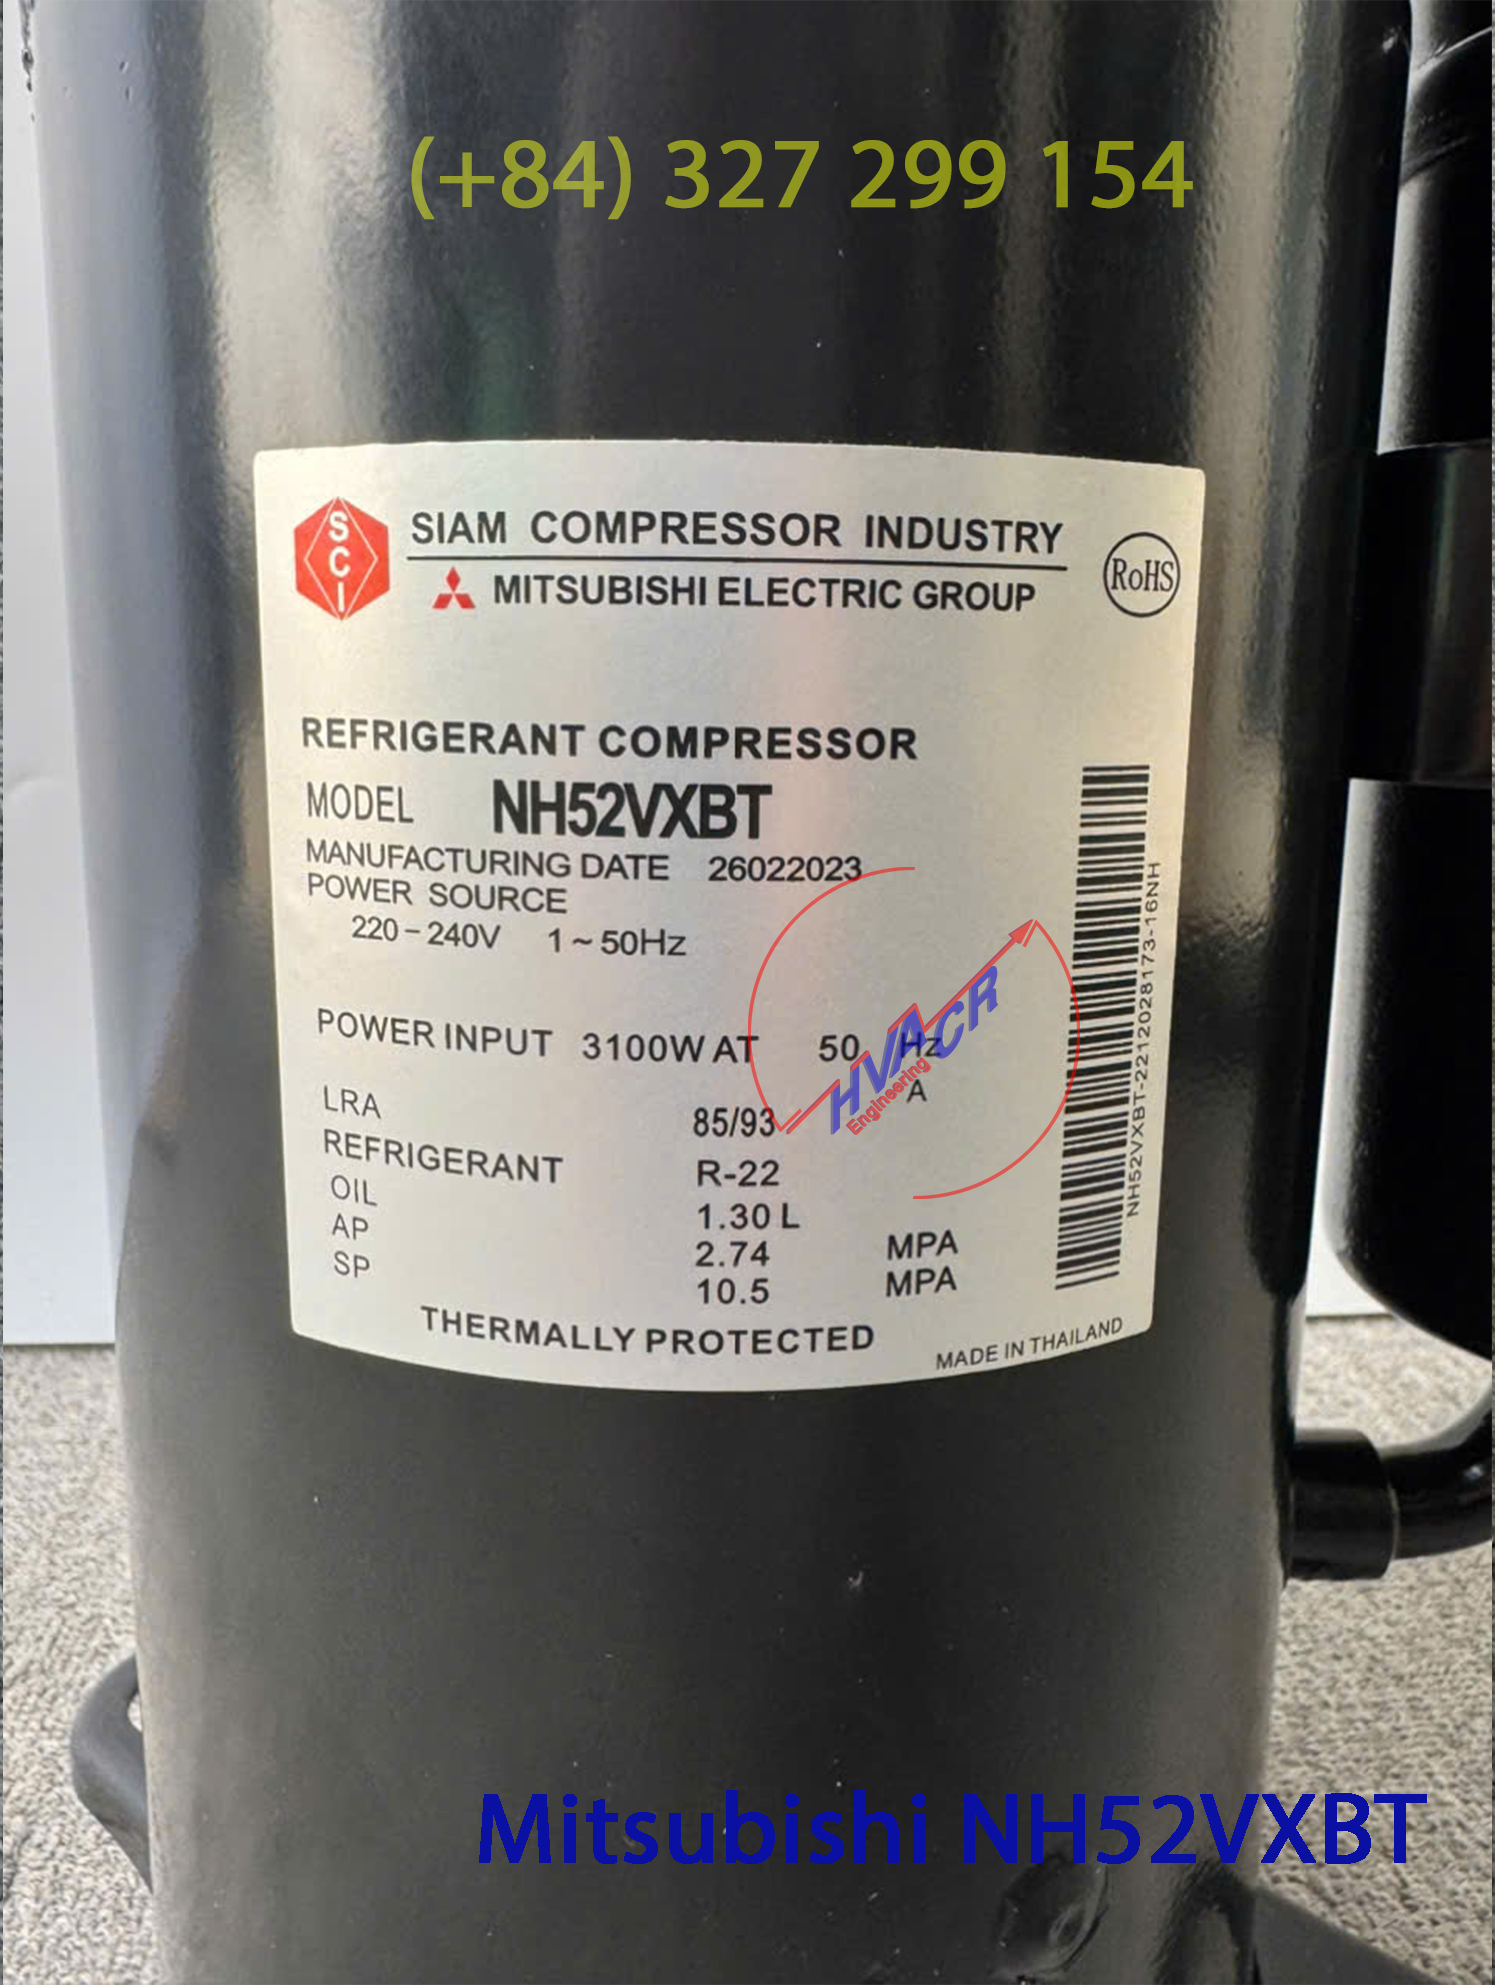 (+84) 327 299 154
SCI
SIAM COMPRESSOR INDUSTRY
MITSUBISHI ELECTRIC GROUP
RoHS
REFRIGERANT COMPRESSOR
MODEL NH52VXBT
MANUFACTURING DATE 26022023
POWER SOURCE
220-240V 1~50Hz
POWER INPUT 3100W AT 50 Hz
LRA 85/93 A
REFRIGERANT R-22
OIL 1.30 L
AP 2.74 MPA
SP 10.5 MPA
THERMALLY PROTECTED
MADE IN THAILAND
NH52VXBT-2212028173-16NH
HVACR
Engineering
Mitsubishi NH52VXBT